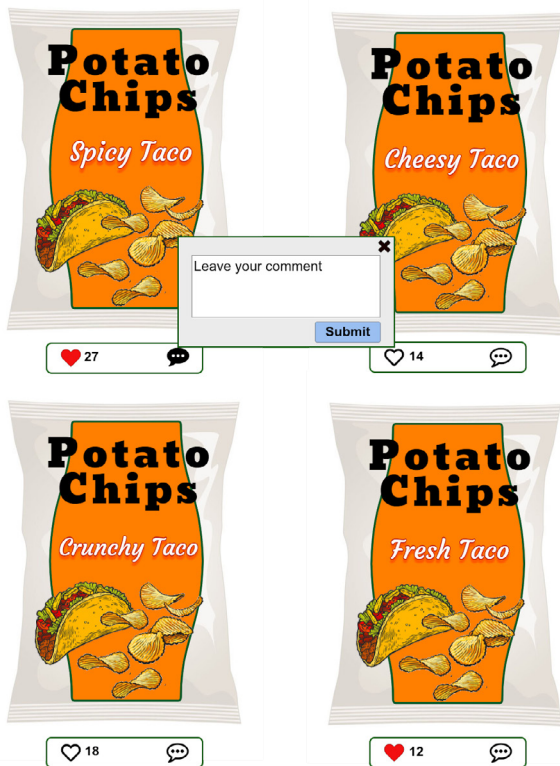 Potato
Chips
Spicy Taco
Potato
Chips
Cheesy Taco
Leave your comment
Submit
27
14
Potato
Chips
Crunchy Taco
Potato
Chips
Fresh Taco
18
12